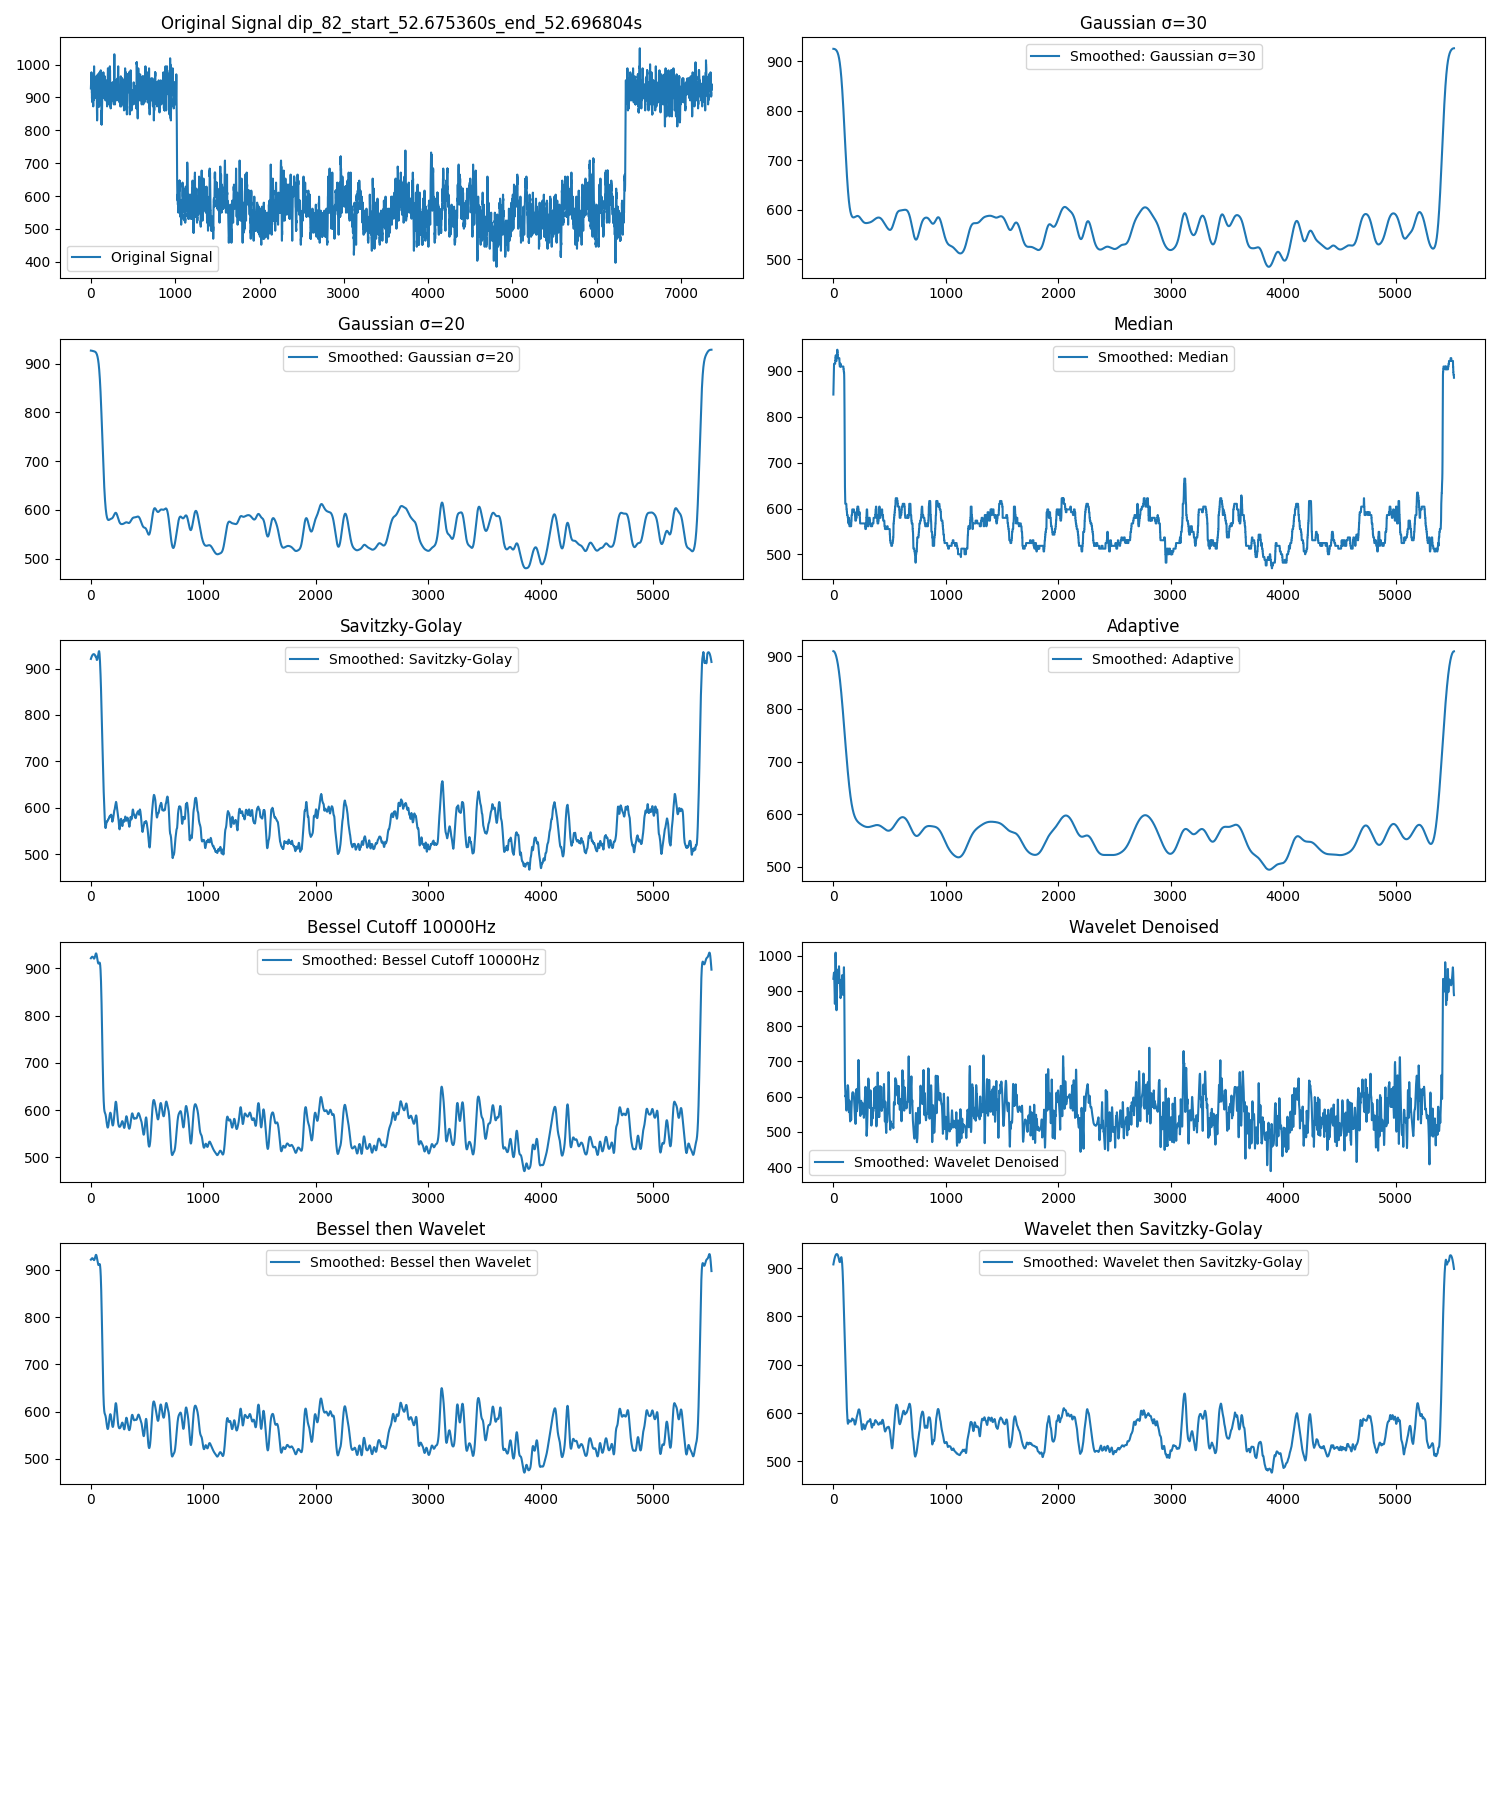 Original Signal dip_82_start_52.675360s_end_52.696804s
1000
900
800
700
600
500
400
Original Signal
0 1000 2000 3000 4000 5000 6000 7000
Gaussian σ=30
900
800
700
600
500
Smoothed: Gaussian σ=30
0 1000 2000 3000 4000 5000
Gaussian σ=20
900
800
700
600
500
Smoothed: Gaussian σ=20
0 1000 2000 3000 4000 5000
Median
900
800
700
600
500
Smoothed: Median
0 1000 2000 3000 4000 5000
Savitzky-Golay
900
800
700
600
500
Smoothed: Savitzky-Golay
0 1000 2000 3000 4000 5000
Adaptive
900
800
700
600
500
Smoothed: Adaptive
0 1000 2000 3000 4000 5000
Bessel Cutoff 10000Hz
900
800
700
600
500
Smoothed: Bessel Cutoff 10000Hz
0 1000 2000 3000 4000 5000
Wavelet Denoised
1000
900
800
700
600
500
400
Smoothed: Wavelet Denoised
0 1000 2000 3000 4000 5000
Bessel then Wavelet
900
800
700
600
500
Smoothed: Bessel then Wavelet
0 1000 2000 3000 4000 5000
Wavelet then Savitzky-Golay
900
800
700
600
500
Smoothed: Wavelet then Savitzky-Golay
0 1000 2000 3000 4000 5000